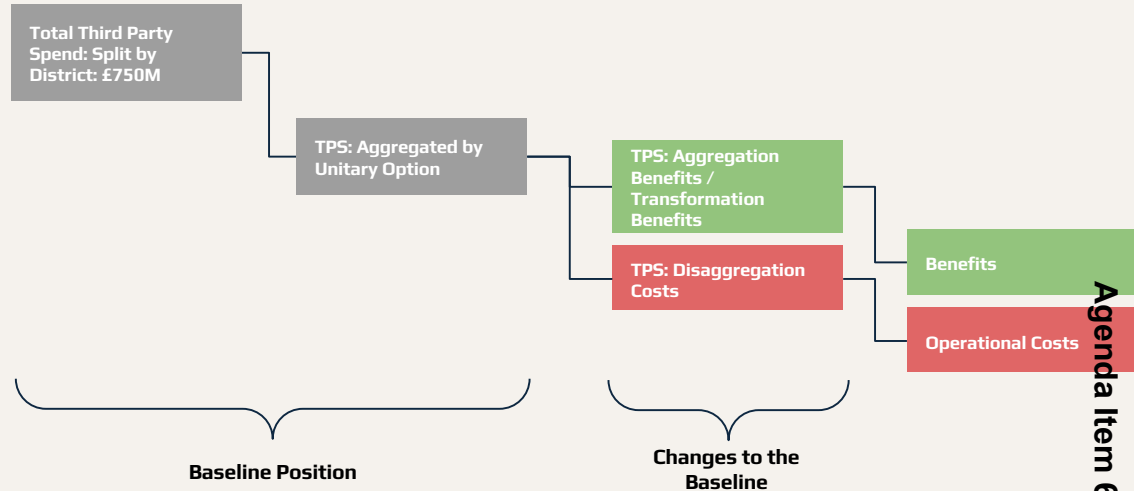 Total Third Party
Spend: Split by
District: £750M
TPS: Aggregated by
Unitary Option
TPS: Aggregation
Benefits /
Transformation
Benefits
TPS: Disaggregation
Costs
Benefits
Operational Costs
Baseline Position
Changes to the
Baseline
Agenda Item 6